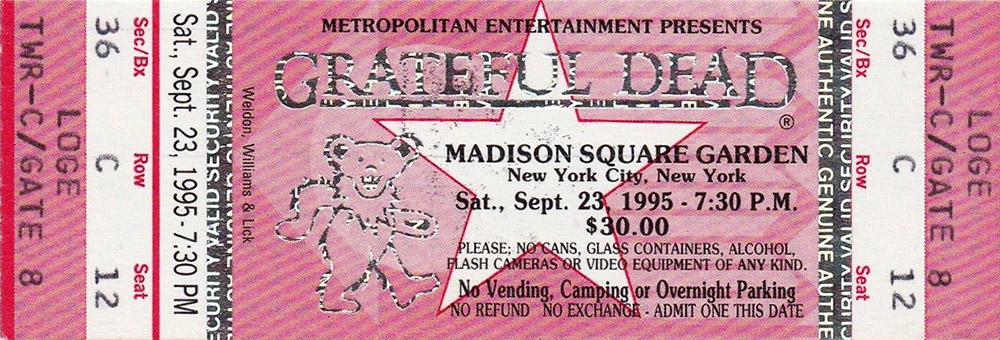 TWR-C/GATE 8
LOGE
36 C 12
Sec/Bx Row Seat
Sat., Sept. 23, 1995 - 7:30 PM
Weldon, Williams & Lick
METROPOLITAN ENTERTAINMENT PRESENTS
GRATEFUL DEAD
®
MADISON SQUARE GARDEN
New York City, New York
Sat., Sept. 23, 1995 - 7:30 P.M.
$30.00
PLEASE; NO CANS, GLASS CONTAINERS, ALCOHOL,
FLASH CAMERAS OR VIDEO EQUIPMENT OF ANY KIND.
No Vending, Camping or Overnight Parking
NO REFUND NO EXCHANGE - ADMIT ONE THIS DATE
NE AUTHENTIC GENUINE AUTHE
Sec/Bx Row Seat
36 C 12
TWR-C/GATE 8
LOGE